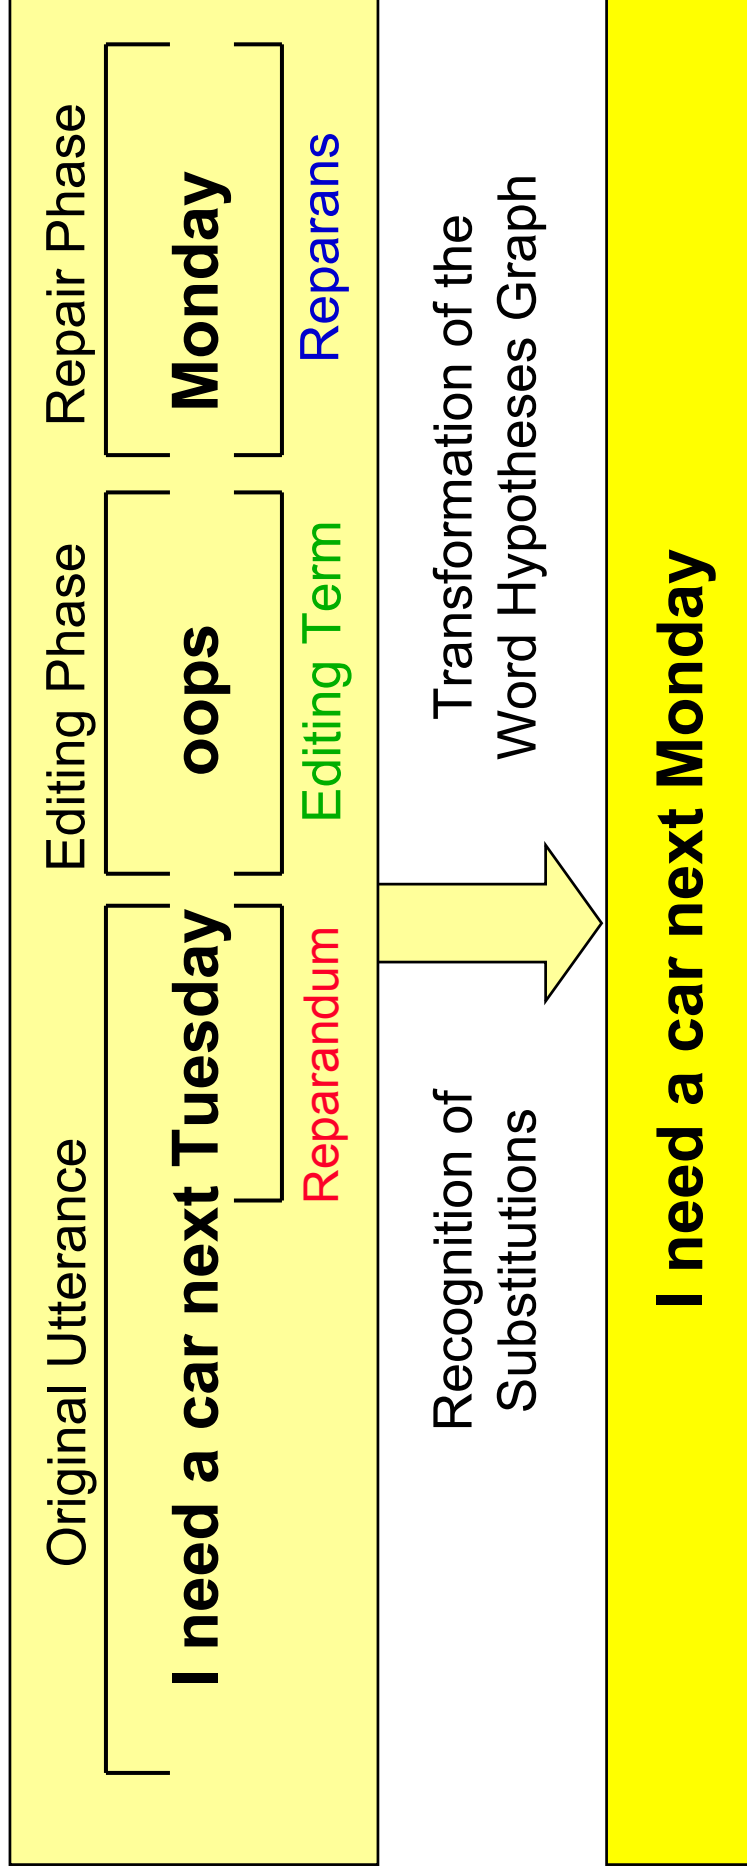 Original Utterance Editing Phase Repair Phase
I need a car next Tuesday oops Monday
Reparandum Editing Term Reparans
Recognition of
Substitutions
Transformation of the
Word Hypotheses Graph
I need a car next Monday